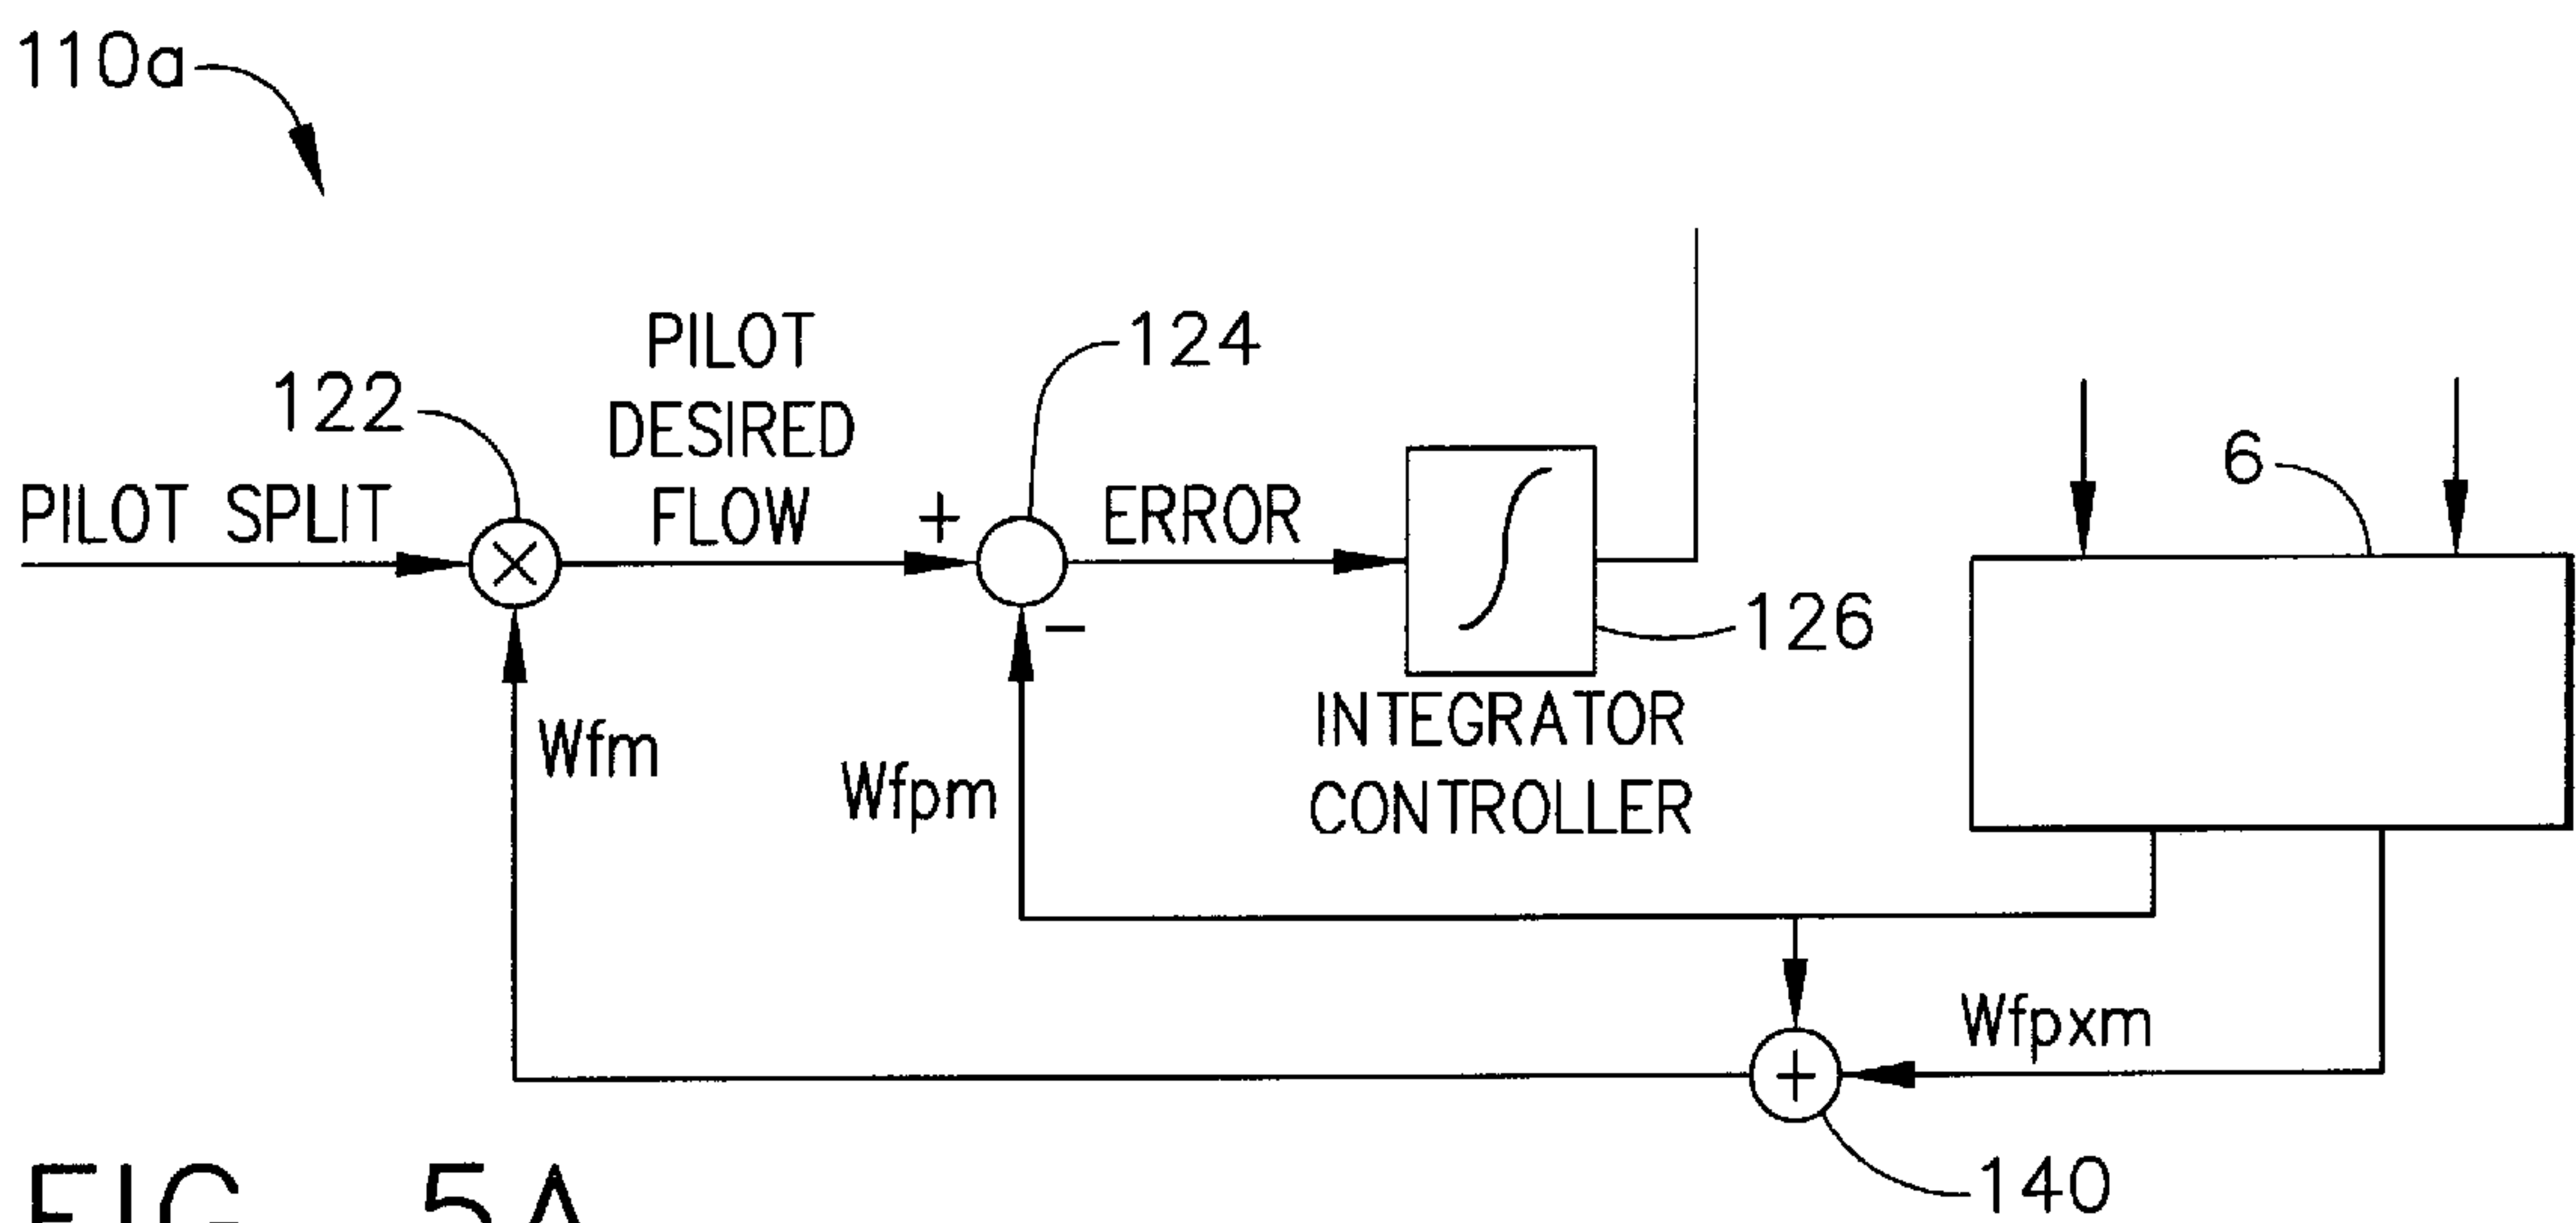 110a
PILOT
DESIRED
FLOW
122
124
PILOT SPLIT
+
ERROR
6
126
−
INTEGRATOR
CONTROLLER
Wfm
Wfpm
Wfpxm
+
140
FIG. 5A